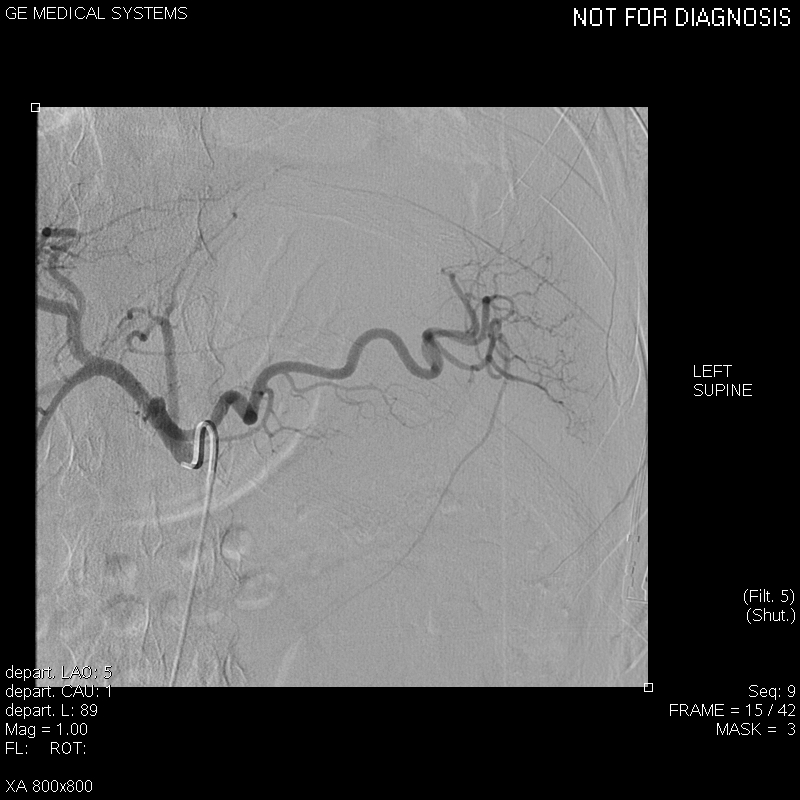 GE MEDICAL SYSTEMS
NOT FOR DIAGNOSIS
LEFT
SUPINE
(Filt. 5)
(Shut.)
depart. LAO: 5
depart. CAU: 1
depart. L: 89
Mag = 1.00
FL: ROT:
XA 800x800
Seq: 9
FRAME = 15 / 42
MASK = 3